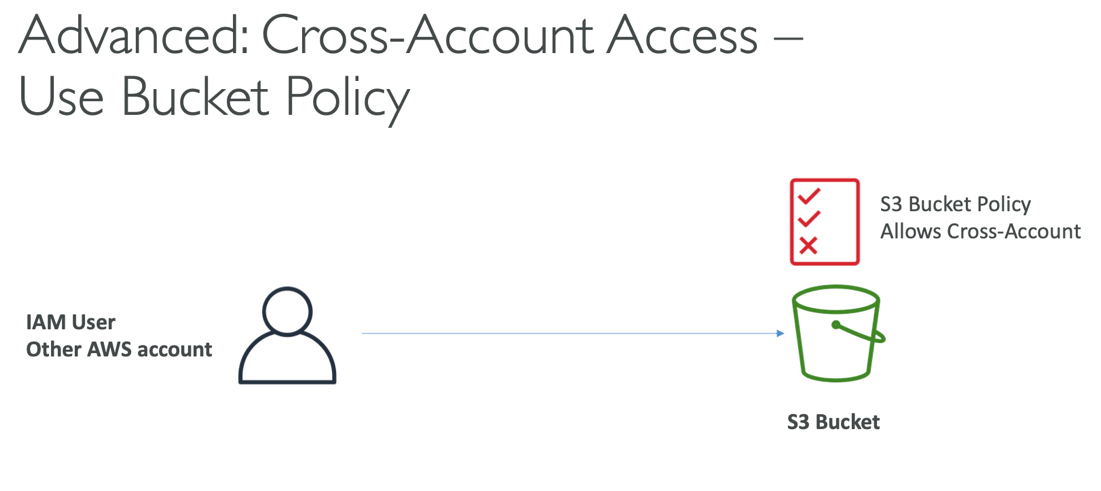 Advanced: Cross-Account Access –
Use Bucket Policy
S3 Bucket Policy
Allows Cross-Account
IAM User
Other AWS account
S3 Bucket